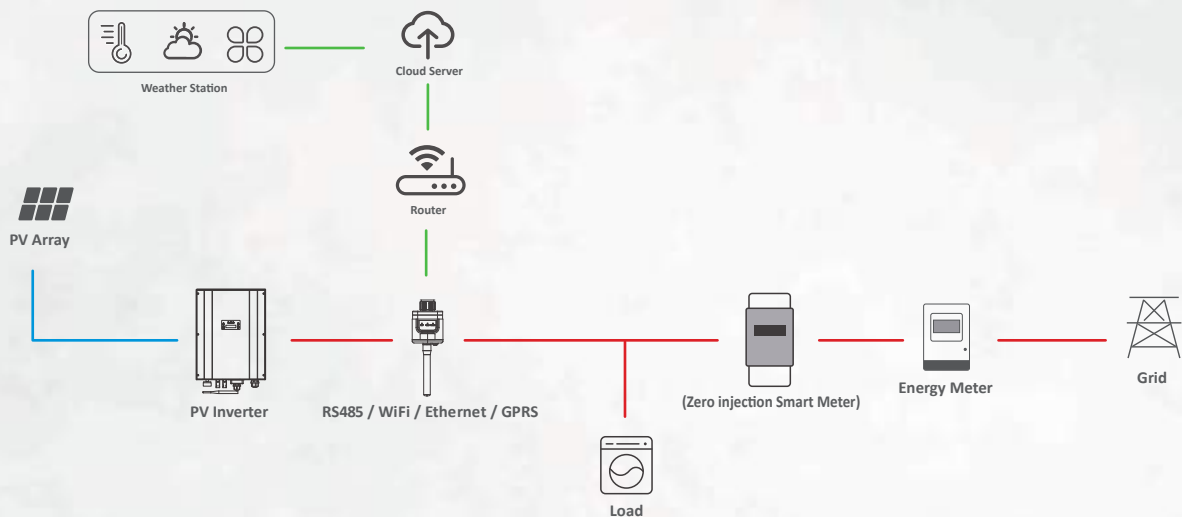 Weather Station
Cloud Server
Router
PV Array
PV Inverter
RS485 / WiFi / Ethernet / GPRS
(Zero injection Smart Meter)
Energy Meter
Grid
Load